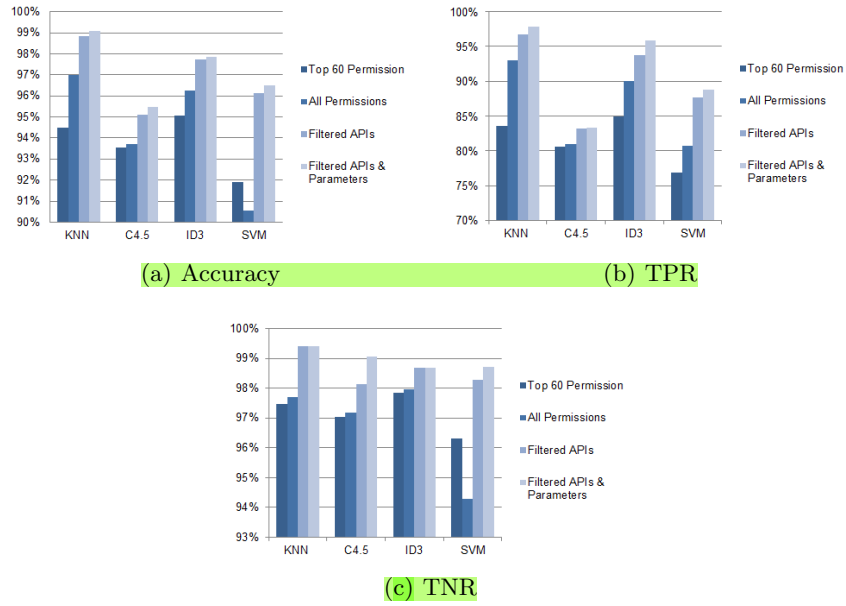 99%
98%
97%
96%
95%
94%
93%
92%
91%
90%
KNN C4.5 ID3 SVM
Top 60 Permission
All Permissions
Filtered APIs
Filtered APIs &
Parameters
100%
95%
90%
85%
80%
75%
70%
KNN C4.5 ID3 SVM
Top 60 Permission
All Permissions
Filtered APIs
Filtered APIs &
Parameters
(a) Accuracy
(b) TPR
100%
99%
98%
97%
96%
95%
94%
93%
KNN C4.5 ID3 SVM
Top 60 Permission
All Permissions
Filtered APIs
Filtered APIs &
Parameters
(c) TNR